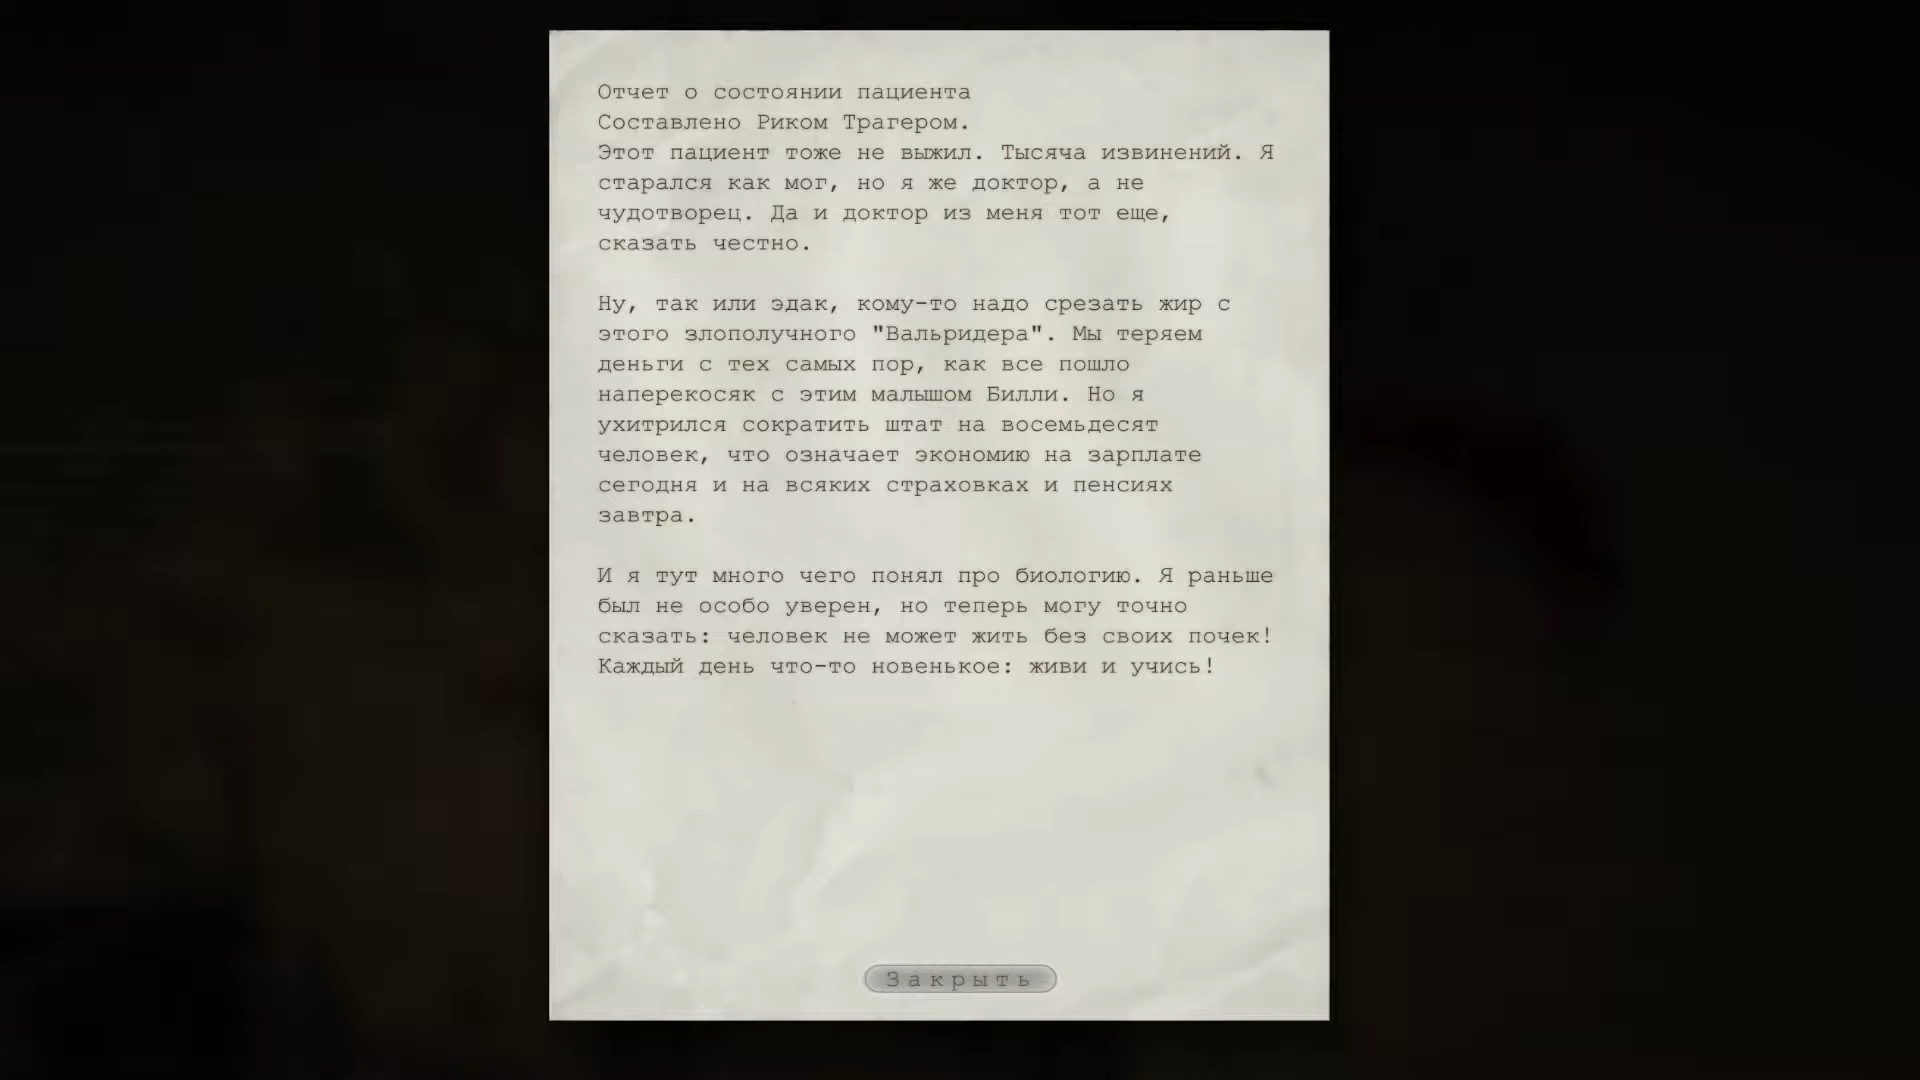 Отчет о состоянии пациента
Составлено Риком Трагером.
Этот пациент тоже не выжил. Тысяча извинений. Я
старался как мог, но я же доктор, а не
чудотворец. Да и доктор из меня тот еще,
сказать честно.
Ну, так или эдак, кому-то надо срезать жир с
этого злополучного "Вальридера". Мы теряем
деньги с тех самых пор, как все пошло
наперекосяк с этим малышом Билли. Но я
ухитрился сократить штат на восемьдесят
человек, что означает экономию на зарплате
сегодня и на всяких страховках и пенсиях
завтра.
И я тут много чего понял про биологию. Я раньше
был не особо уверен, но теперь могу точно
сказать: человек не может жить без своих почек!
Каждый день что-то новенькое: живи и учись!
Закрыть